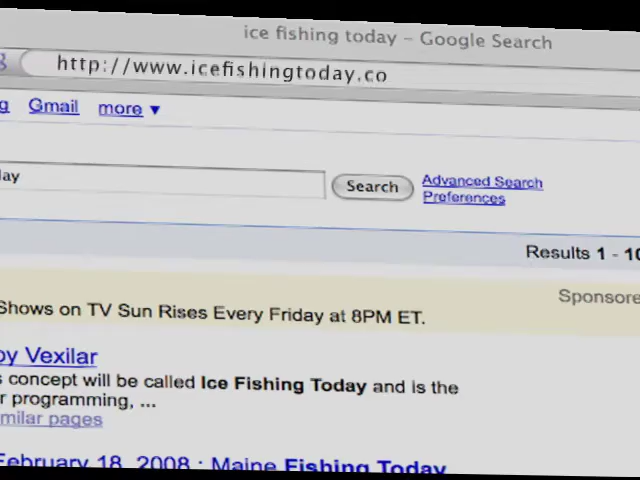 ice fishing today – Google Search
http://www.icefishingtoday.co
g Gmail more ▼
day
Search
Advanced Search
Preferences
Results 1 - 10
Sponsore
Shows on TV Sun Rises Every Friday at 8PM ET.
by Vexilar
s concept will be called Ice Fishing Today and is the
r programming, ...
milar pages
February 18, 2008 : Maine Fishing Today